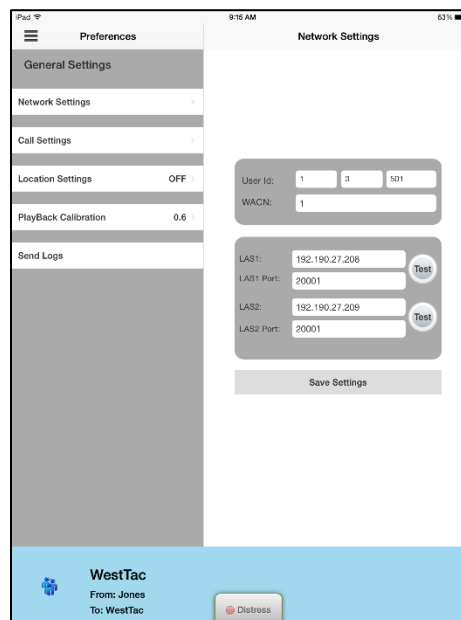 iPad 9:15 AM 63%
Preferences
Network Settings
General Settings
Network Settings
Call Settings
Location Settings OFF
PlayBack Calibration 0.6
Send Logs
User Id: 1 3 501
WACN: 1
LAS1: 192.190.27.208
Test
LAS1 Port: 20001
LAS2: 192.190.27.209
Test
LAS2 Port: 20001
Save Settings
WestTac
From: Jones
To: WestTac
Distress